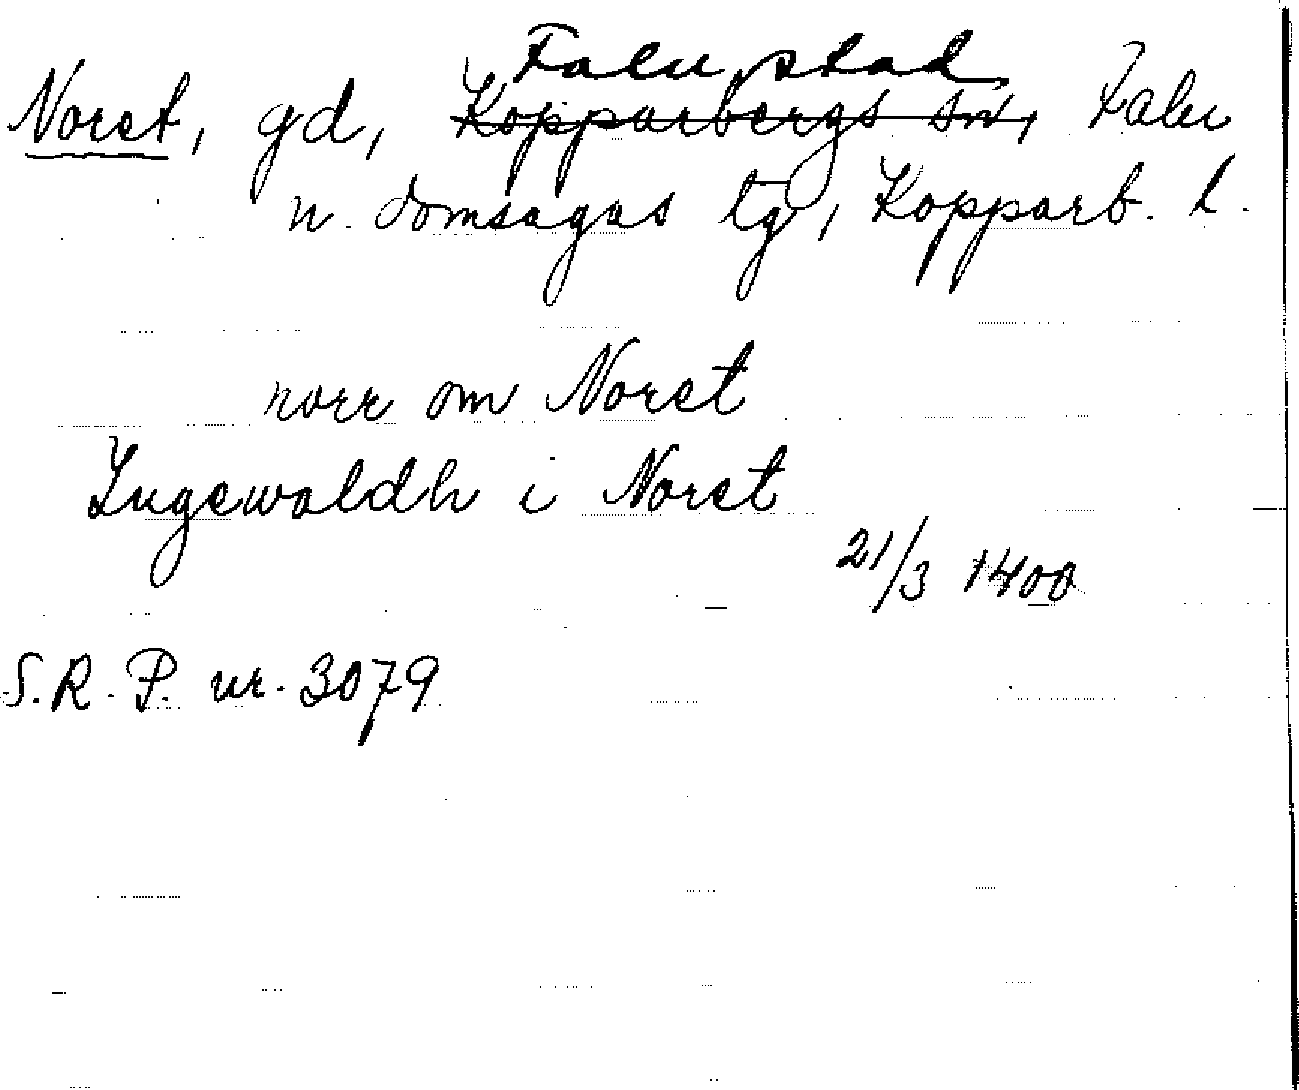 Falu stad,
Noret, gd, Kopparbergs sn, Falu
n. domsagas tg, Kopparb. l.
norr om Noret
Ingewaldh i Noret
21/3 1400
S.R.P. nr. 3079